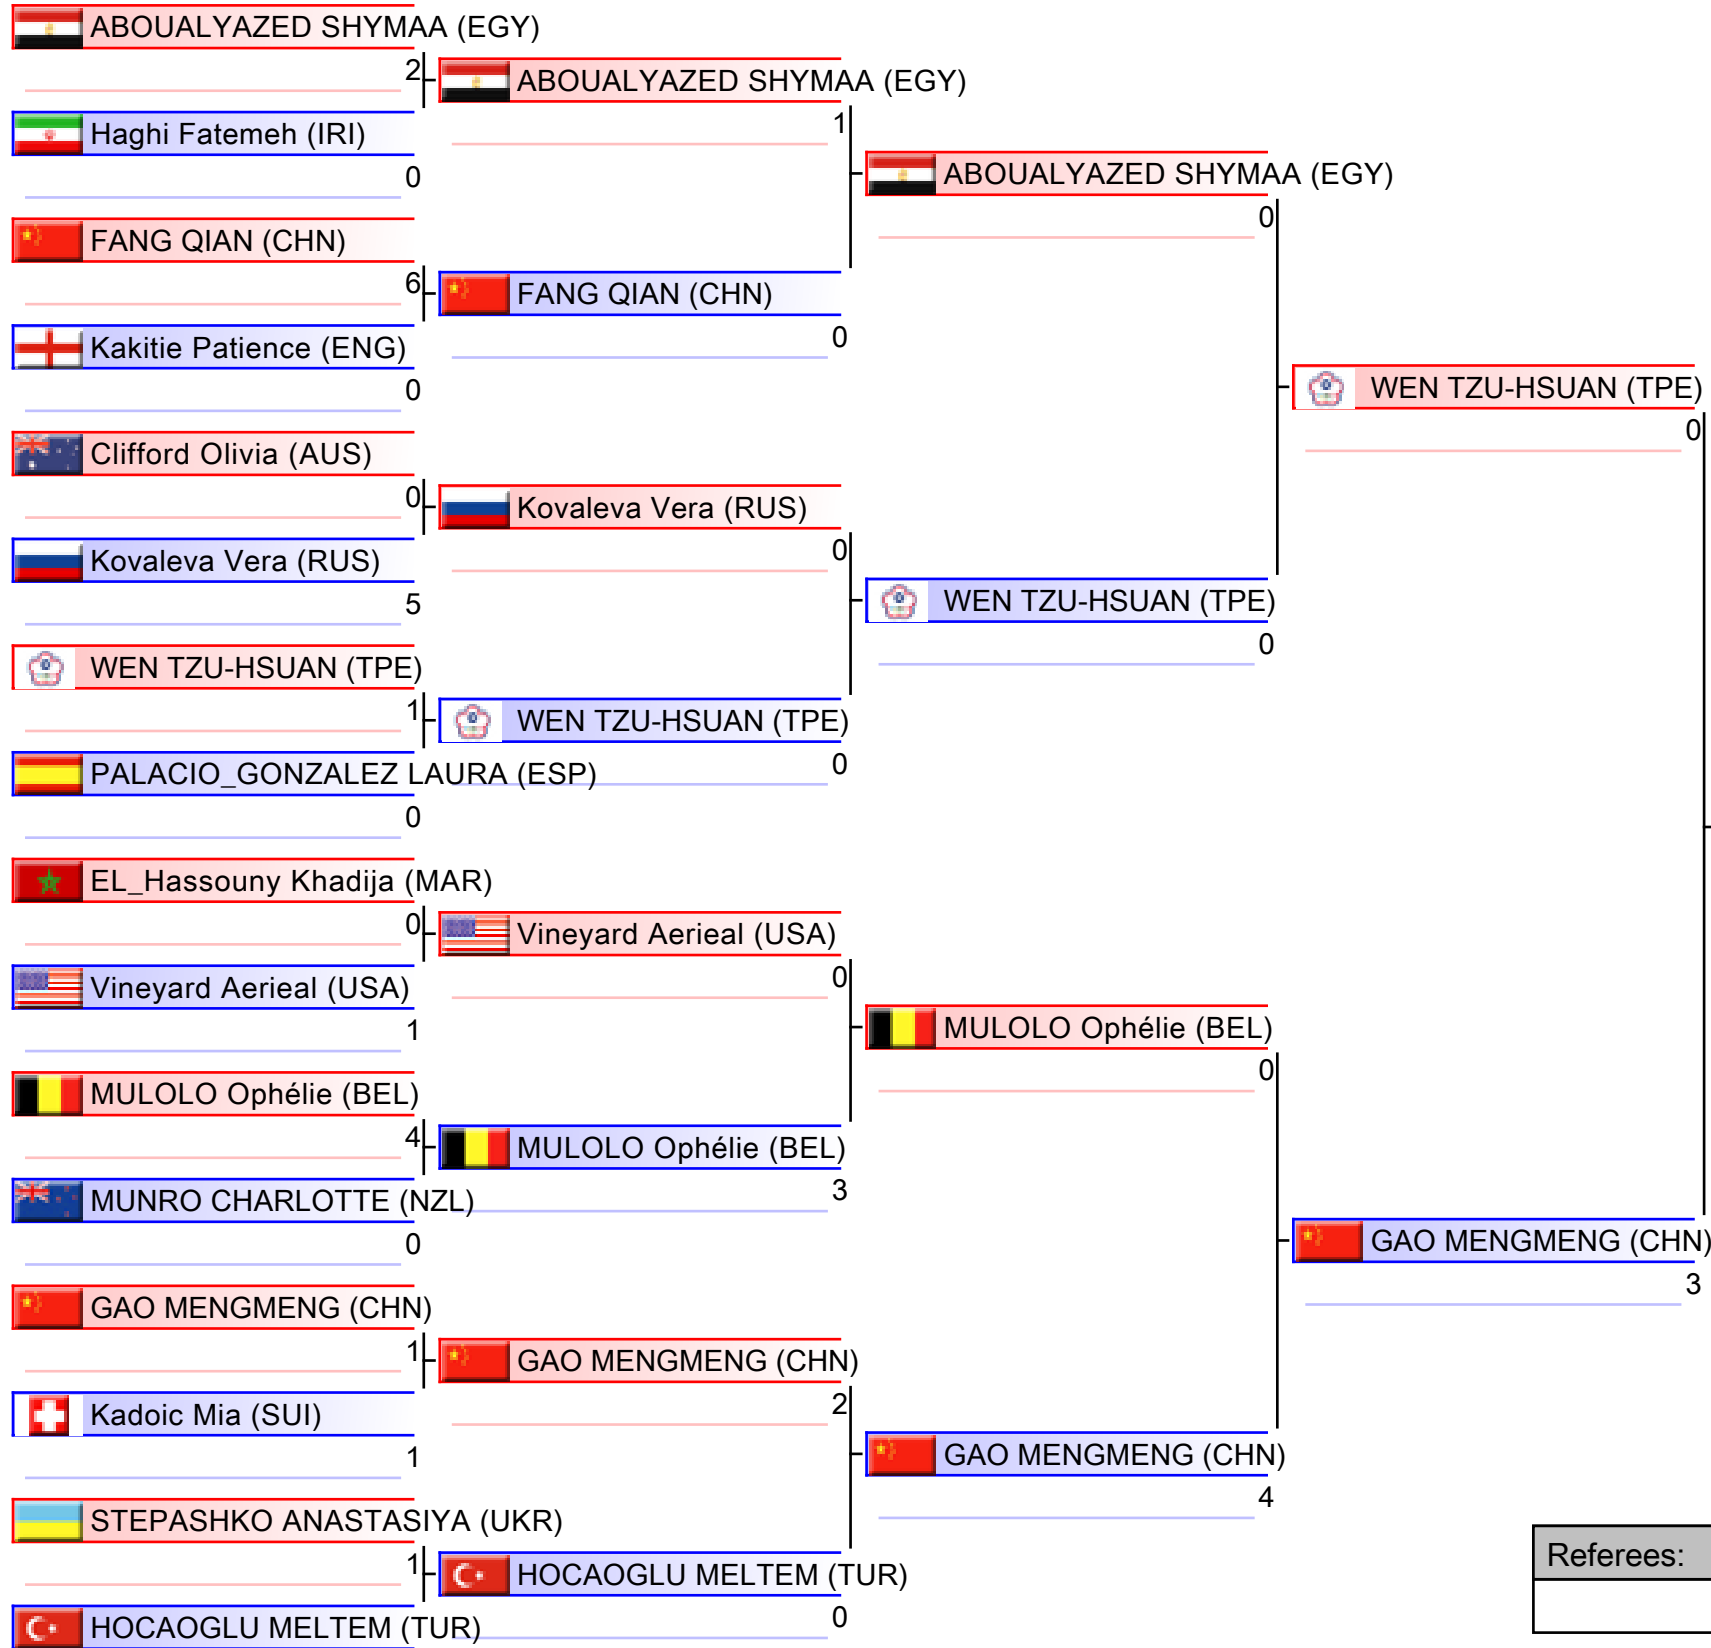 ABOUALYAZED SHYMAA (EGY)
2
ABOUALYAZED SHYMAA (EGY)
Haghi Fatemeh (IRI)
1
0
ABOUALYAZED SHYMAA (EGY)
0
FANG QIAN (CHN)
6
FANG QIAN (CHN)
Kakitie Patience (ENG)
0
0
WEN TZU-HSUAN (TPE)
0
Clifford Olivia (AUS)
0
Kovaleva Vera (RUS)
Kovaleva Vera (RUS)
0
5
WEN TZU-HSUAN (TPE)
0
WEN TZU-HSUAN (TPE)
1
WEN TZU-HSUAN (TPE)
PALACIO_GONZALEZ LAURA (ESP)
0
0
EL_Hassouny Khadija (MAR)
0
Vineyard Aerieal (USA)
Vineyard Aerieal (USA)
0
1
MULOLO Ophélie (BEL)
0
MULOLO Ophélie (BEL)
4
MULOLO Ophélie (BEL)
MUNRO CHARLOTTE (NZL)
3
0
GAO MENGMENG (CHN)
3
GAO MENGMENG (CHN)
1
GAO MENGMENG (CHN)
Kadoic Mia (SUI)
2
1
GAO MENGMENG (CHN)
4
STEPASHKO ANASTASIYA (UKR)
1
HOCAOGLU MELTEM (TUR)
HOCAOGLU MELTEM (TUR)
0
Referees: